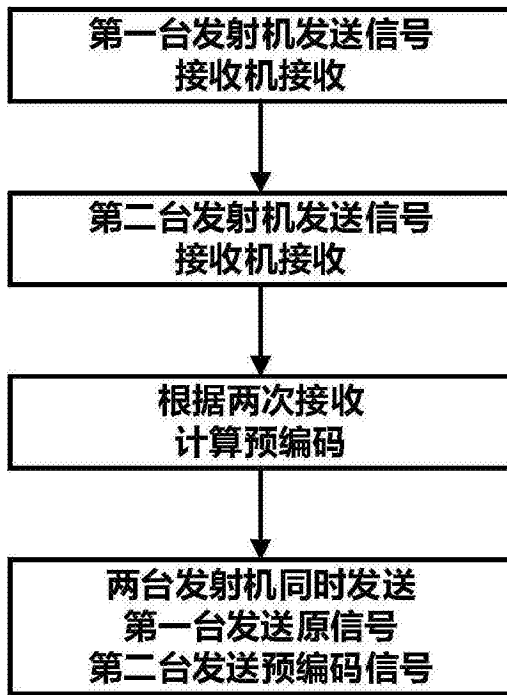 第一台发射机发送信号
接收机接收
第二台发射机发送信号
接收机接收
根据两次接收
计算预编码
两台发射机同时发送
第一台发送原信号
第二台发送预编码信号